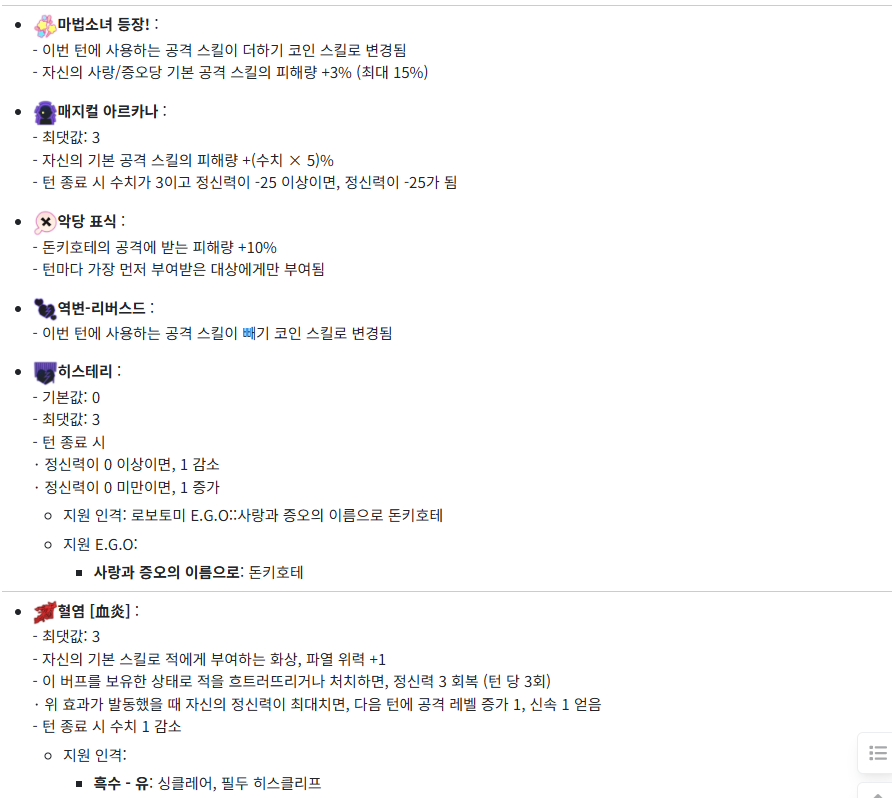 마법소녀 등장! :
- 이번 턴에 사용하는 공격 스킬이 더하기 코인 스킬로 변경됨
- 자신의 사랑/증오당 기본 공격 스킬의 피해량 +3% (최대 15%)
매지컬 아르카나 :
- 최댓값: 3
- 자신의 기본 공격 스킬의 피해량 +(수치 × 5)%
- 턴 종료 시 수치가 3이고 정신력이 -25 이상이면, 정신력이 -25가 됨
악당 표식 :
- 돈키호테의 공격에 받는 피해량 +10%
- 턴마다 가장 먼저 부여받은 대상에게만 부여됨
역변-리버스드 :
- 이번 턴에 사용하는 공격 스킬이 빼기 코인 스킬로 변경됨
히스테리 :
- 기본값: 0
- 최댓값: 3
- 턴 종료 시
· 정신력이 0 이상이면, 1 감소
· 정신력이 0 미만이면, 1 증가
지원 인격: 로보토미 E.G.O::사랑과 증오의 이름으로 돈키호테
지원 E.G.O:
사랑과 증오의 이름으로: 돈키호테
혈염 [血炎] :
- 최댓값: 3
- 자신의 기본 스킬로 적에게 부여하는 화상, 파열 위력 +1
- 이 버프를 보유한 상태로 적을 흐트러뜨리거나 처치하면, 정신력 3 회복 (턴 당 3회)
· 위 효과가 발동했을 때 자신의 정신력이 최대치면, 다음 턴에 공격 레벨 증가 1, 신속 1 얻음
- 턴 종료 시 수치 1 감소
지원 인격:
흑수 - 유: 싱클레어, 필두 히스클리프